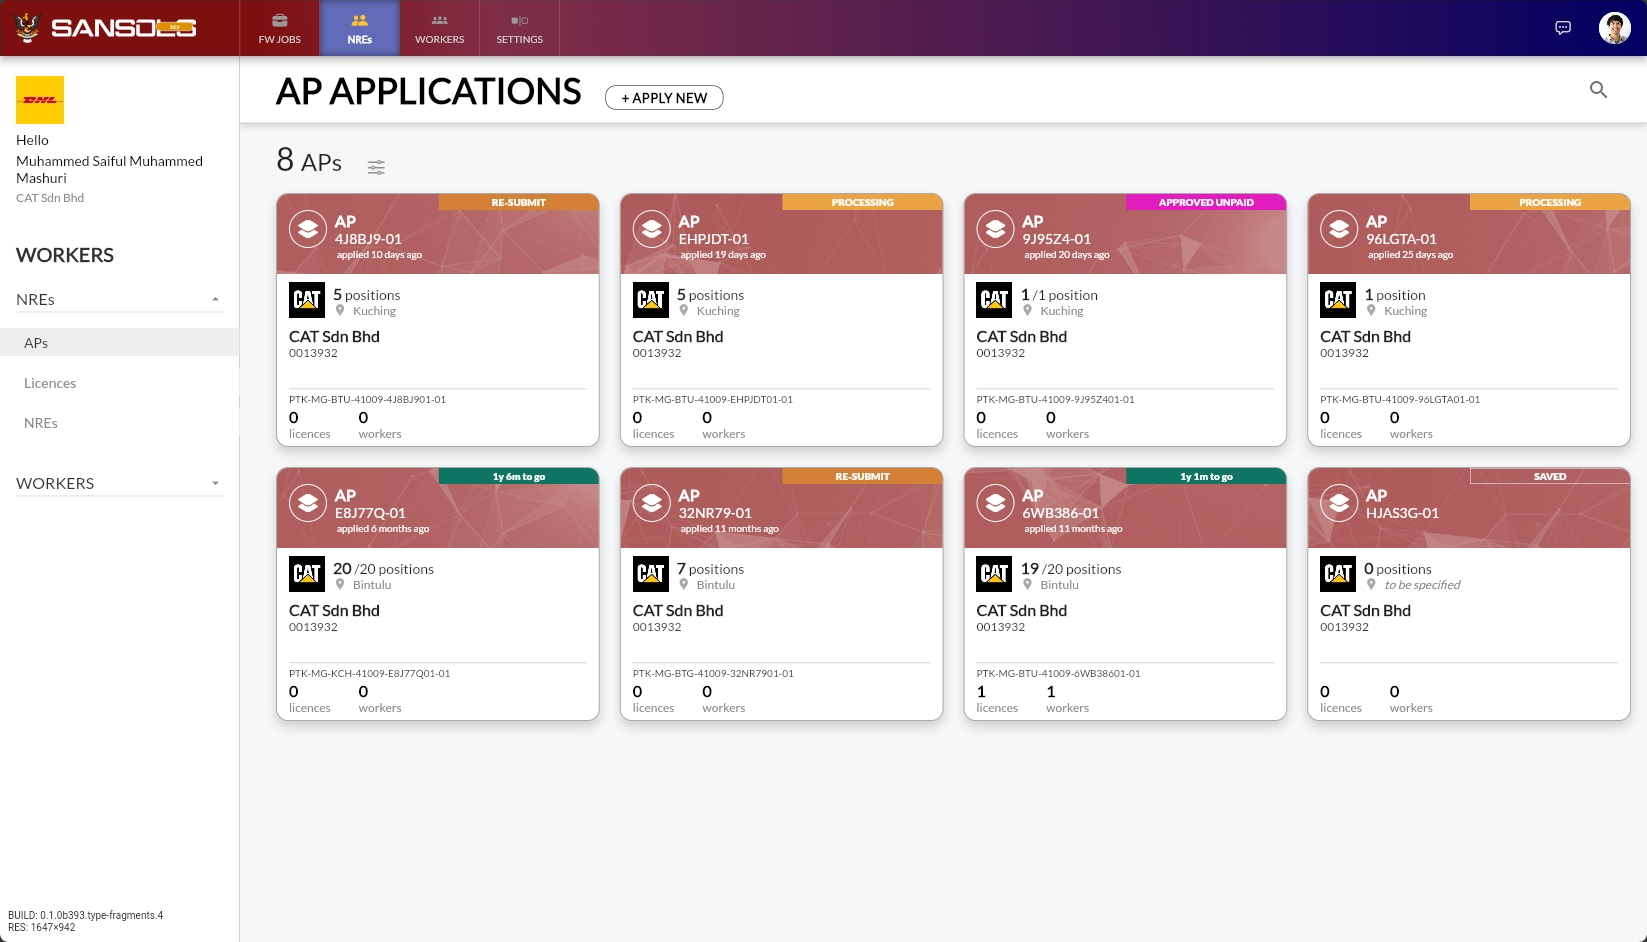 SANSOLS
DEV
FW JOBS
NREs
WORKERS
SETTINGS
DHL
Hello
Muhammed Saiful Muhammed
Mashuri
CAT Sdn Bhd
WORKERS
NREs
APs
Licences
NREs
WORKERS
BUILD: 0.1.0b393.type-fragments.4
RES: 1647×942
AP APPLICATIONS
+ APPLY NEW
8 APs
RE-SUBMIT
AP
4J8BJ9-01
applied 10 days ago
CAT
5 positions
Kuching
CAT Sdn Bhd
0013932
PTK-MG-BTU-41009-4J8BJ901-01
0 0
licences workers
PROCESSING
AP
EHPJDT-01
applied 19 days ago
CAT
5 positions
Kuching
CAT Sdn Bhd
0013932
PTK-MG-BTU-41009-EHPJDT01-01
0 0
licences workers
APPROVED UNPAID
AP
9J95Z4-01
applied 20 days ago
CAT
1 /1 position
Kuching
CAT Sdn Bhd
0013932
PTK-MG-BTU-41009-9J95Z401-01
0 0
licences workers
PROCESSING
AP
96LGTA-01
applied 25 days ago
CAT
1 position
Kuching
CAT Sdn Bhd
0013932
PTK-MG-BTU-41009-96LGTA01-01
0 0
licences workers
1y 6m to go
AP
E8J77Q-01
applied 6 months ago
CAT
20 /20 positions
Bintulu
CAT Sdn Bhd
0013932
PTK-MG-KCH-41009-E8J77Q01-01
0 0
licences workers
RE-SUBMIT
AP
32NR79-01
applied 11 months ago
CAT
7 positions
Bintulu
CAT Sdn Bhd
0013932
PTK-MG-BTG-41009-32NR7901-01
0 0
licences workers
1y 1m to go
AP
6WB386-01
applied 11 months ago
CAT
19 /20 positions
Bintulu
CAT Sdn Bhd
0013932
PTK-MG-BTU-41009-6WB38601-01
1 1
licences workers
SAVED
AP
HJAS3G-01
CAT
0 positions
to be specified
CAT Sdn Bhd
0013932
0 0
licences workers